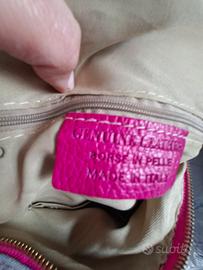 GENUINE LEATHER
BORSE IN PELLE
MADE IN ITALY
subito